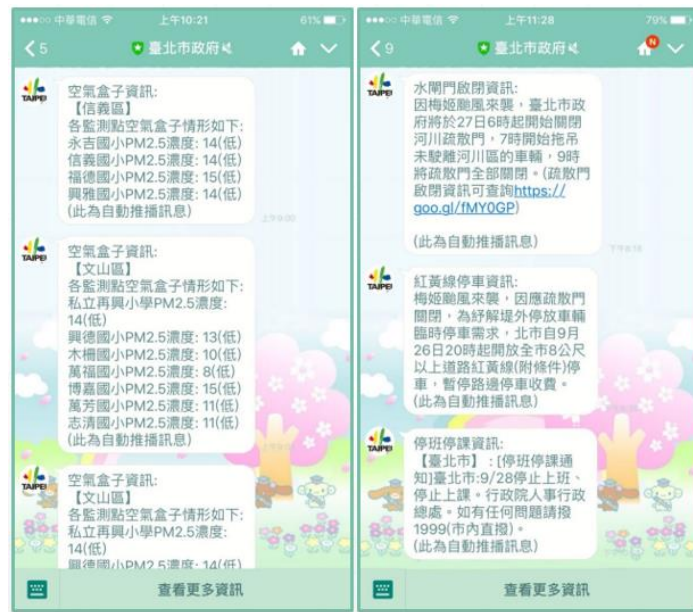 中華電信
上午10:21
61%
5
臺北市政府
TAIPEI
空氣盒子資訊:
【信義區】
各監測點空氣盒子情形如下:
永吉國小PM2.5濃度: 14(低)
信義國小PM2.5濃度: 14(低)
福德國小PM2.5濃度: 15(低)
興雅國小PM2.5濃度: 14(低)
(此為自動推播訊息)
上午9:00
TAIPEI
空氣盒子資訊:
【文山區】
各監測點空氣盒子情形如下:
私立再興小學PM2.5濃度:
14(低)
興德國小PM2.5濃度: 13(低)
木柵國小PM2.5濃度: 10(低)
萬福國小PM2.5濃度: 8(低)
博嘉國小PM2.5濃度: 15(低)
萬芳國小PM2.5濃度: 11(低)
志清國小PM2.5濃度: 11(低)
(此為自動推播訊息)
TAIPEI
空氣盒子資訊:
【文山區】
各監測點空氣盒子情形如下:
私立再興小學PM2.5濃度:
14(低)
興德國小PM2.5濃度: 14(低)
查看更多資訊
中華電信
上午11:28
79%
9
臺北市政府
N
TAIPEI
水閘門啟閉資訊:
因梅姬颱風來襲，臺北市政
府將於27日6時起開始關閉
河川疏散門，7時開始拖吊
未駛離河川區的車輛，9時
將疏散門全部關閉。(疏散門
啟閉資訊可查詢https://
goo.gl/fMY0GP)
(此為自動推播訊息)
TAIPEI
紅黃線停車資訊:
梅姬颱風來襲，因應疏散門
關閉，為紓解堤外停放車輛
臨時停車需求，北市自9月
26日20時起開放全市8公尺
以上道路紅黃線(附條件)停
車，暫停路邊停車收費。
(此為自動推播訊息)
TAIPEI
停班停課資訊:
【臺北市】 : [停班停課通
知]臺北市:9/28停止上班、
停止上課。行政院人事行政
總處。如有任何問題請撥
1999(市內直撥)。
(此為自動推播訊息)
查看更多資訊